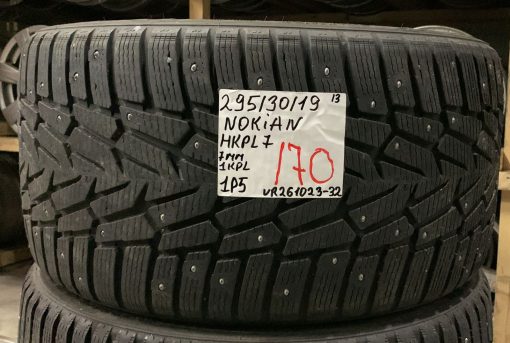 295/30/19 13
NOKiAN
HKPL7
7MM
1KPL
170
1P5 VR261023-32